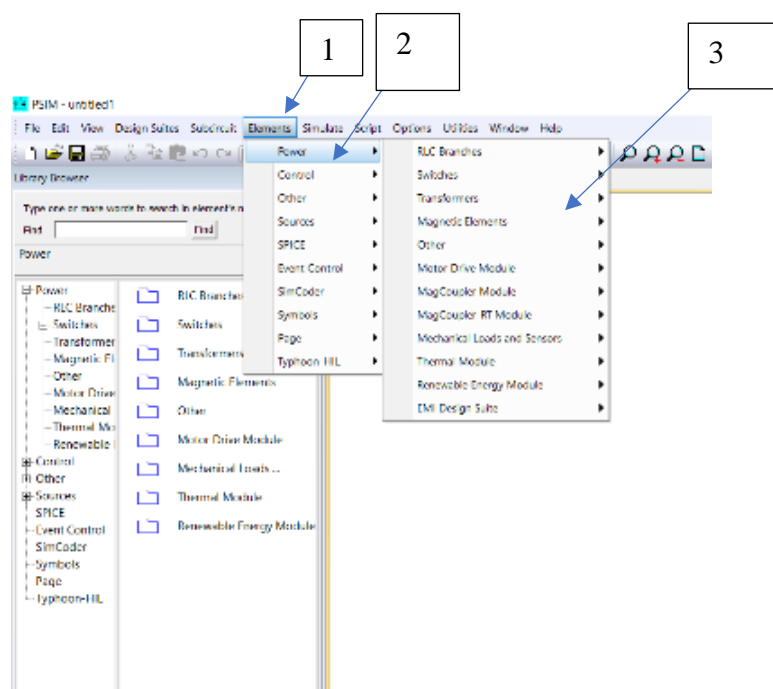 1
2
3
PSIM - untitled1
File Edit View Design Suites Subcircuit Elements Simulate Script Options Utilities Window Help
Library Browser
Type one or more words to search in element's n
Find Find
Power
Power
RLC Branche
Switches
Transformer
Magnetic El
Other
Motor Drive
Mechanical
Thermal Mo
Renewable
Control
Other
Sources
SPICE
Event Control
SimCoder
Symbols
Page
Typhoon-HIL
RLC Branches
Switches
Transformers
Magnetic Elements
Other
Motor Drive Module
Mechanical Loads ...
Thermal Module
Renewable Energy Module
Power
Control
Other
Sources
SPICE
Event Control
SimCoder
Symbols
Page
Typhoon-HIL
RLC Branches
Switches
Transformers
Magnetic Elements
Other
Motor Drive Module
MagCoupler Module
MagCoupler-RT Module
Mechanical Loads and Sensors
Thermal Module
Renewable Energy Module
EMI Design Suite